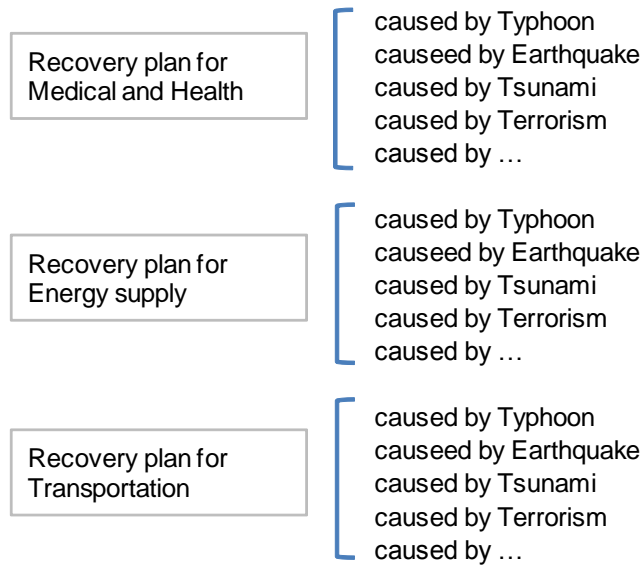 Recovery plan for
Medical and Health
caused by Typhoon
causeed by Earthquake
caused by Tsunami
caused by Terrorism
caused by …
Recovery plan for
Energy supply
caused by Typhoon
causeed by Earthquake
caused by Tsunami
caused by Terrorism
caused by …
Recovery plan for
Transportation
caused by Typhoon
causeed by Earthquake
caused by Tsunami
caused by Terrorism
caused by …